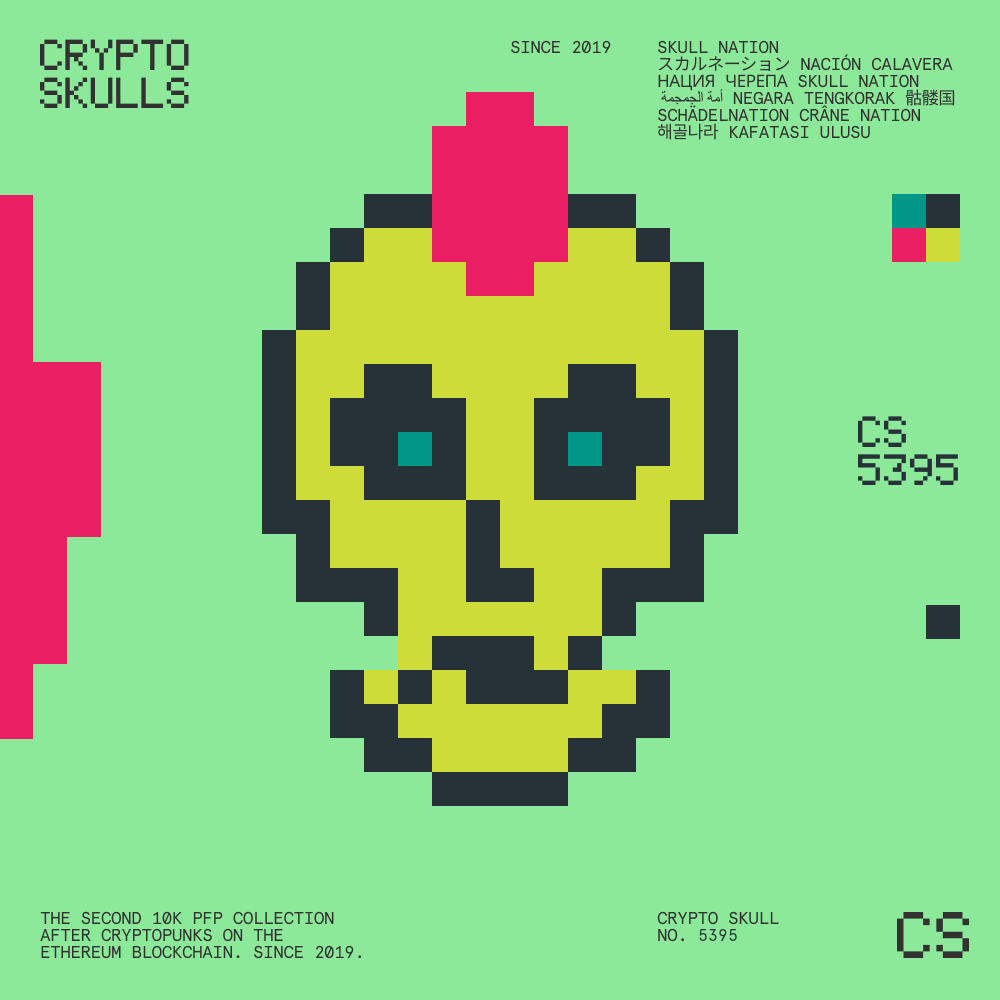 CRYPTO
SKULLS
SINCE 2019
SKULL NATION
スカルネーション NACIÓN CALAVERA
НАЦИЯ ЧЕРЕПА SKULL NATION
أمة الجمجمة NEGARA TENGKORAK 骷髅国
SCHÄDELNATION CRÂNE NATION
해골나라 KAFATASI ULUSU
CS
5395
THE SECOND 10K PFP COLLECTION
AFTER CRYPTOPUNKS ON THE
ETHEREUM BLOCKCHAIN. SINCE 2019.
CRYPTO SKULL
NO. 5395
CS